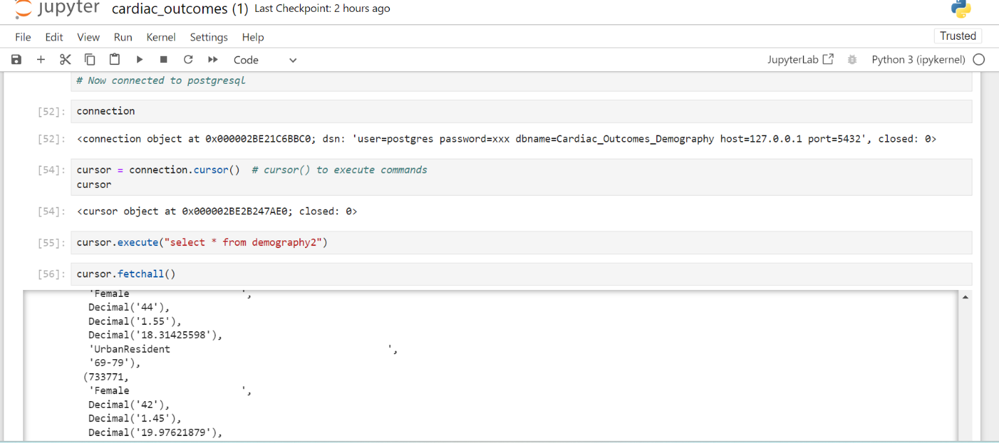 jupyter cardiac_outcomes (1) Last Checkpoint: 2 hours ago
File Edit View Run Kernel Settings Help Trusted
Code JupyterLab Python 3 (ipykernel)
# Now connected to postgresql
[52]: connection
[52]: <connection object at 0x000002BE21C6BBC0; dsn: 'user=postgres password=xxx dbname=Cardiac_Outcomes_Demography host=127.0.0.1 port=5432', closed: 0>
[54]: cursor = connection.cursor()  # cursor() to execute commands
cursor
[54]: <cursor object at 0x000002BE2B247AE0; closed: 0>
[55]: cursor.execute("select * from demography2")
[56]: cursor.fetchall()
'Female                    ',
Decimal('44'),
Decimal('1.55'),
Decimal('18.31425598'),
'UrbanResident                                      ',
'69-79'),
(733771,
'Female                    ',
Decimal('42'),
Decimal('1.45'),
Decimal('19.97621879'),